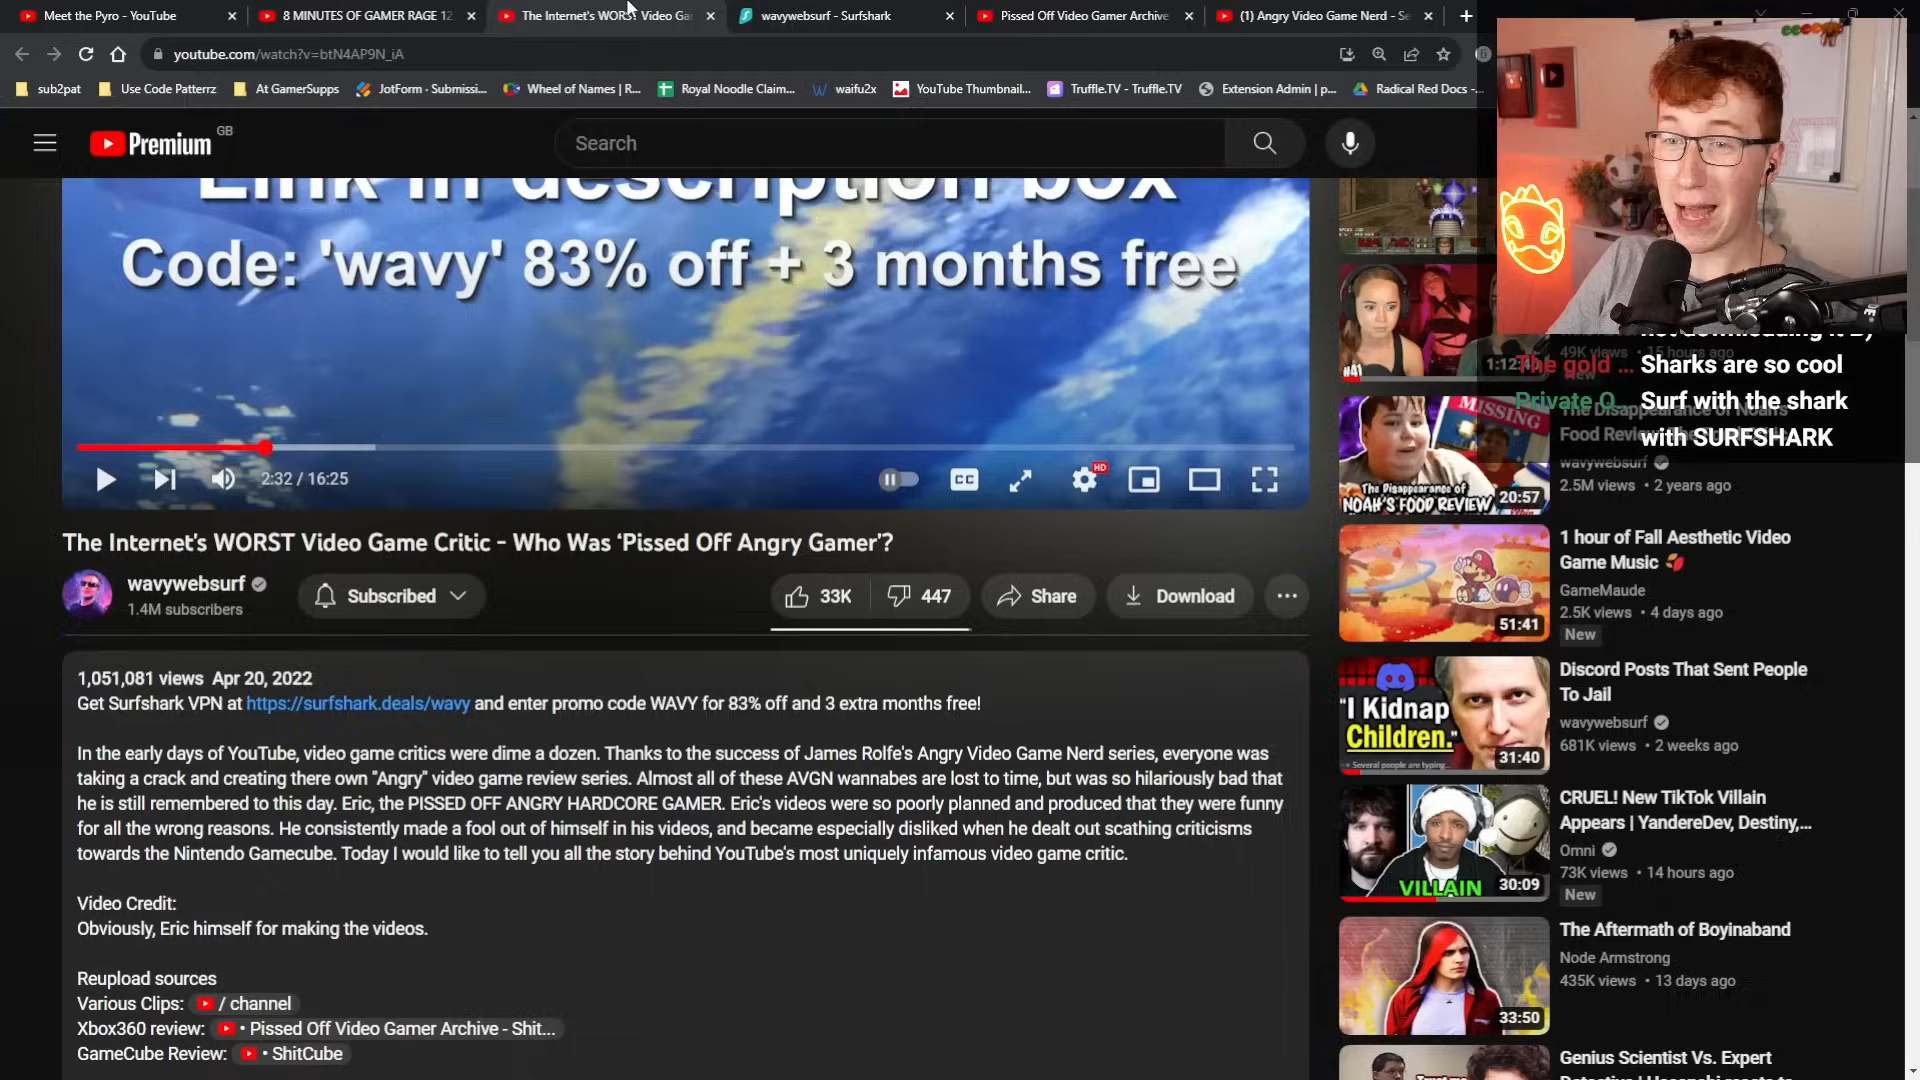 Meet the Pyro - YouTube
8 MINUTES OF GAMER RAGE 12
The Internet's WORST Video Ga
wavywebsurf - Surfshark
Pissed Off Video Gamer Archive
(1) Angry Video Game Nerd - Se
youtube.com/watch?v=btN4AP9N_iA
sub2pat
Use Code Patterrz
At GamerSupps
JotForm - Submissi...
Wheel of Names | R...
Royal Noodle Claim...
waifu2x
YouTube Thumbnail...
Truffle.TV - Truffle.TV
Extension Admin | p...
Radical Red Docs -...
Premium GB
Search
Link in description box
Code: 'wavy' 83% off + 3 months free
2:32 / 16:25
CC
HD
The Internet's WORST Video Game Critic - Who Was ‘Pissed Off Angry Gamer’?
wavywebsurf
1.4M subscribers
Subscribed
33K
447
Share
Download
1,051,081 views Apr 20, 2022
Get Surfshark VPN at https://surfshark.deals/wavy and enter promo code WAVY for 83% off and 3 extra months free!
In the early days of YouTube, video game critics were dime a dozen. Thanks to the success of James Rolfe's Angry Video Game Nerd series, everyone was
taking a crack and creating there own "Angry" video game review series. Almost all of these AVGN wannabes are lost to time, but was so hilariously bad that
he is still remembered to this day. Eric, the PISSED OFF ANGRY HARDCORE GAMER. Eric's videos were so poorly planned and produced that they were funny
for all the wrong reasons. He consistently made a fool out of himself in his videos, and became especially disliked when he dealt out scathing criticisms
towards the Nintendo Gamecube. Today I would like to tell you all the story behind YouTube's most uniquely infamous video game critic.
Video Credit:
Obviously, Eric himself for making the videos.
Reupload sources
Various Clips: / channel
Xbox360 review: • Pissed Off Video Gamer Archive - Shit...
GameCube Review: • ShitCube
#41
49K views • 15 hours ago
New
The gold ... Sharks are so cool
Private O... Surf with the shark
with SURFSHARK
MISSING
The Disappearance of
NOAH'S FOOD REVIEW
20:57
The Disappearance of Noah's
Food Review
wavywebsurf
2.5M views • 2 years ago
51:41
1 hour of Fall Aesthetic Video
Game Music
GameMaude
2.5K views • 4 days ago
New
"I Kidnap
Children."
Several people are typing...
31:40
Discord Posts That Sent People
To Jail
wavywebsurf
681K views • 2 weeks ago
VILLAIN
30:09
CRUEL! New TikTok Villain
Appears | YandereDev, Destiny,...
Omni
73K views • 14 hours ago
New
33:50
The Aftermath of Boyinaband
Node Armstrong
435K views • 13 days ago
Genius Scientist Vs. Expert